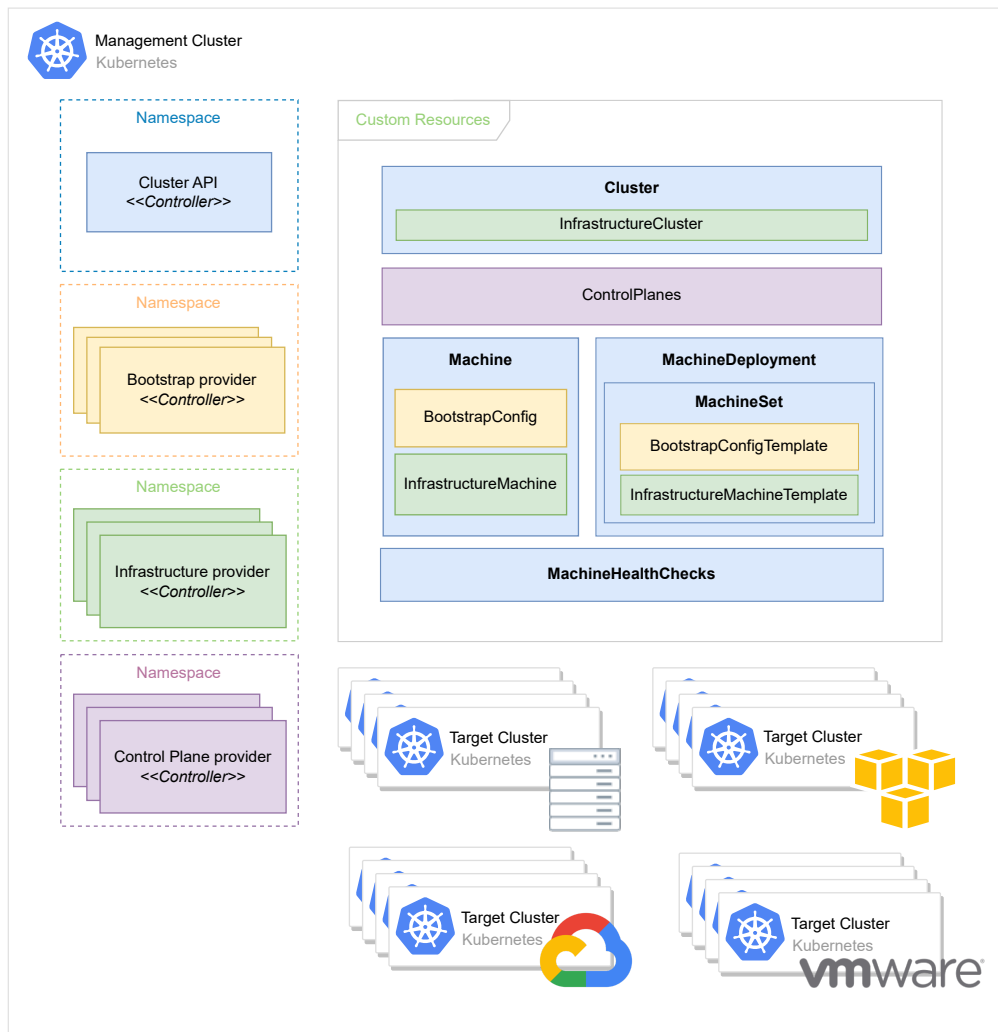 Management Cluster
Kubernetes
Namespace
Cluster API
<<Controller>>
Namespace
Bootstrap provider
<<Controller>>
Namespace
Infrastructure provider
<<Controller>>
Namespace
Control Plane provider
<<Controller>>
Custom Resources
Cluster
InfrastructureCluster
ControlPlanes
Machine
BootstrapConfig
InfrastructureMachine
MachineDeployment
MachineSet
BootstrapConfigTemplate
InfrastructureMachineTemplate
MachineHealthChecks
Target Cluster
Kubernetes
Target Cluster
Kubernetes
Target Cluster
Kubernetes
Target Cluster
Kubernetes
vmware®